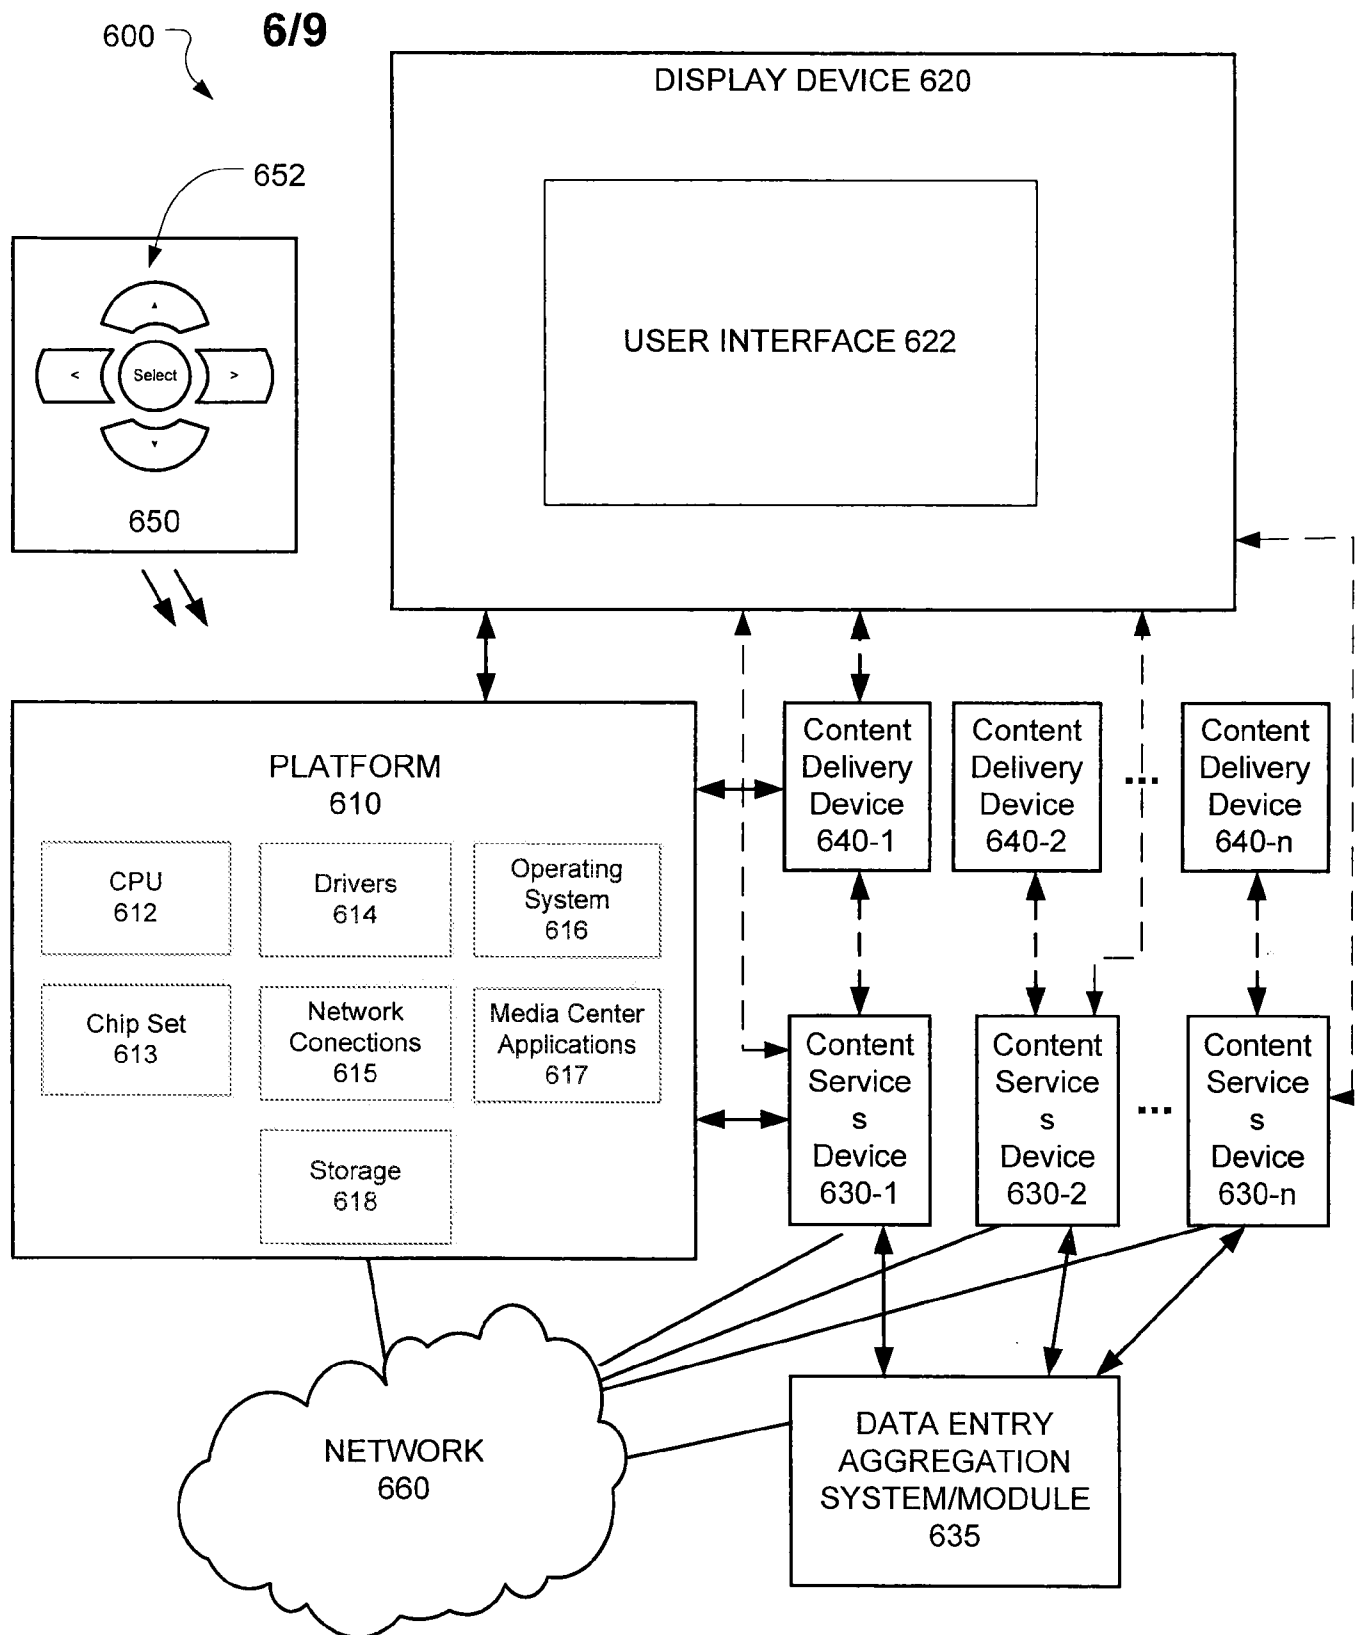 6/9
600
DISPLAY DEVICE 620
652
USER INTERFACE 622
<
Select
>
650
PLATFORM
610
CPU
612
Drivers
614
Operating
System
616
Chip Set
613
Network
Conections
615
Media Center
Applications
617
Storage
618
Content
Delivery
Device
640-1
Content
Delivery
Device
640-2
...
Content
Delivery
Device
640-n
Content
Service
s
Device
630-1
Content
Service
s
Device
630-2
...
Content
Service
s
Device
630-n
NETWORK
660
DATA ENTRY
AGGREGATION
SYSTEM/MODULE
635